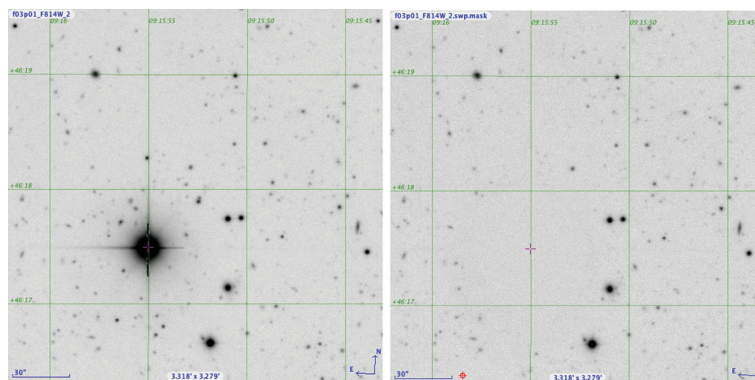 f03p01_F814W_2
09:16
09:15:55
09:15:50
09:15:45
+46:19
+46:18
+46:17
30"
3.318' x 3.279'
N
E
f03p01_F814W_2.swp.mask
09:16
09:15:55
09:15:50
09:15:45
+46:19
+46:18
+46:17
30"
3.318' x 3.279'
E